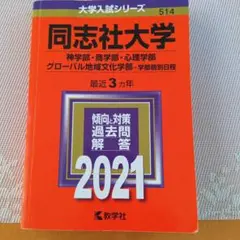 大学入試シリーズ
514
同志社大学
神学部・商学部・心理学部
グローバル地域文化学部-学部個別日程
最近3ヵ年
傾向と対策
過去問
解答
2021
教学社